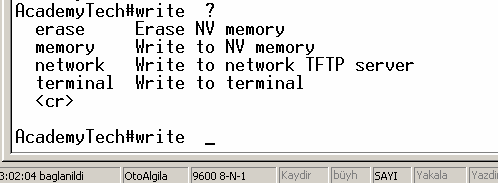 AcademyTech#write  ?
  erase     Erase NV memory
  memory    Write to NV memory
  network   Write to network TFTP server
  terminal  Write to terminal
  <cr>
AcademyTech#write  _
3:02:04 baglanildi OtoAlgila 9600 8-N-1 Kaydir büyh SAYI Yakala Yazdir